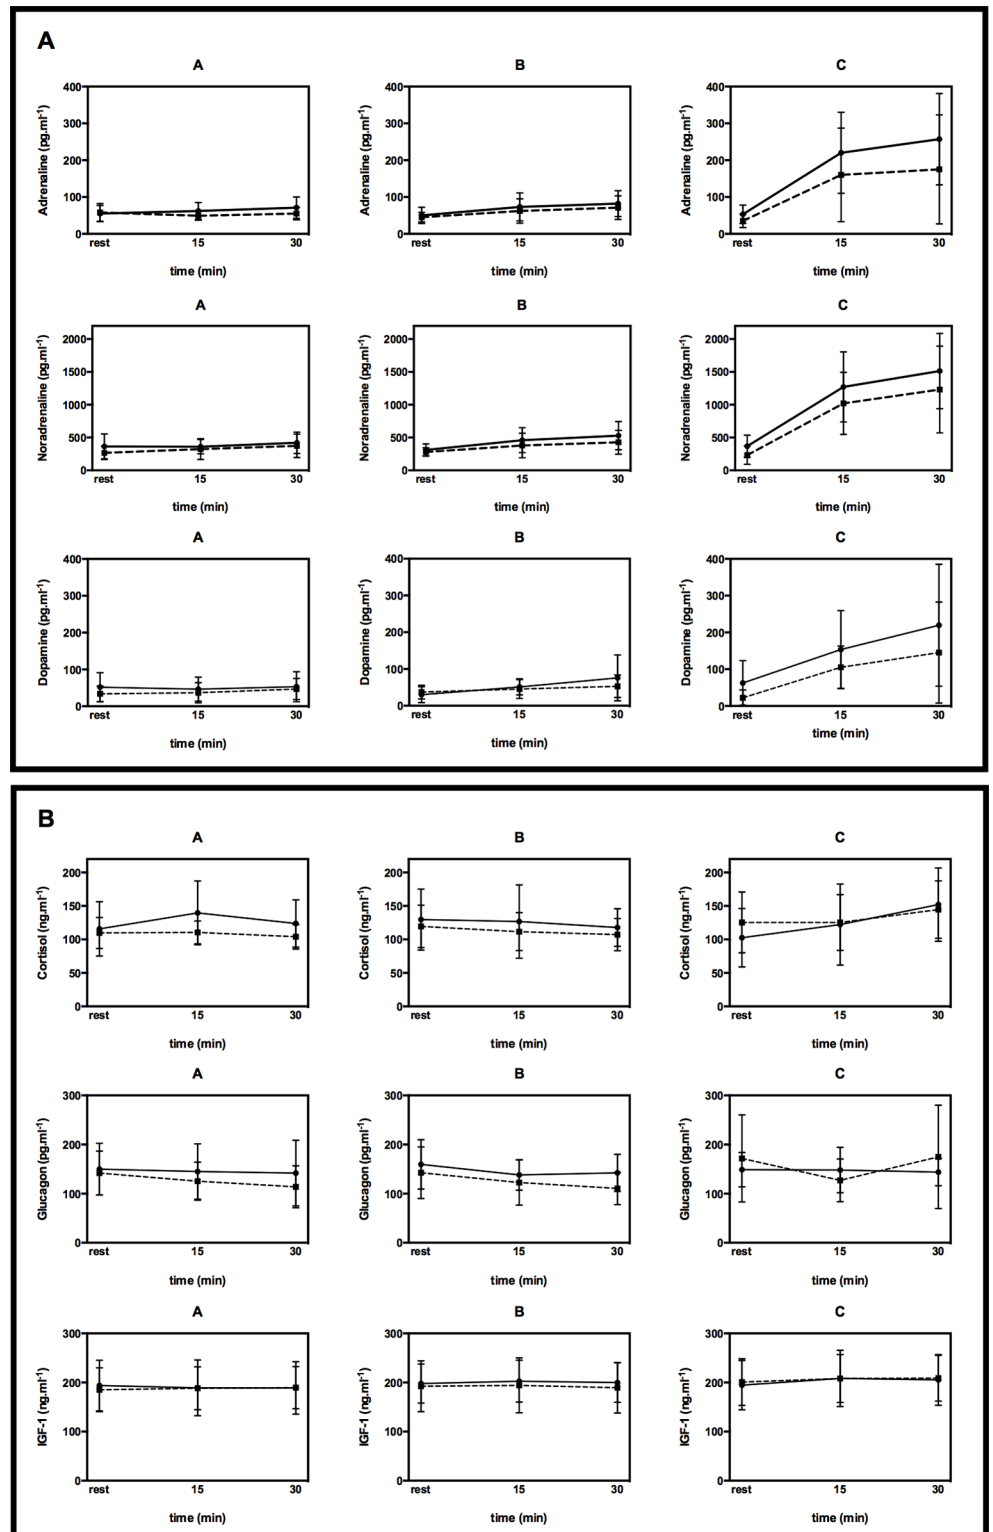 A
A B C
Adrenaline (pg.ml-1) Adrenaline (pg.ml-1) Adrenaline (pg.ml-1)
400 400 400
300 300 300
200 200 200
100 100 100
0 0 0
rest 15 30 rest 15 30 rest 15 30
time (min) time (min) time (min)
A B C
Noradrenaline (pg.ml-1) Noradrenaline (pg.ml-1) Noradrenaline (pg.ml-1)
2000 2000 2000
1500 1500 1500
1000 1000 1000
500 500 500
0 0 0
rest 15 30 rest 15 30 rest 15 30
time (min) time (min) time (min)
A B C
Dopamine (pg.ml-1) Dopamine (pg.ml-1) Dopamine (pg.ml-1)
400 400 400
300 300 300
200 200 200
100 100 100
0 0 0
rest 15 30 rest 15 30 rest 15 30
time (min) time (min) time (min)
B
A B C
Cortisol (ng.ml-1) Cortisol (ng.ml-1) Cortisol (ng.ml-1)
200 200 200
150 150 150
100 100 100
50 50 50
0 0 0
rest 15 30 rest 15 30 rest 15 30
time (min) time (min) time (min)
A B C
Glucagon (pg.ml-1) Glucagon (pg.ml-1) Glucagon (pg.ml-1)
300 300 300
200 200 200
100 100 100
0 0 0
rest 15 30 rest 15 30 rest 15 30
time (min) time (min) time (min)
A B C
IGF-1 (ng.ml-1) IGF-1 (ng.ml-1) IGF-1 (ng.ml-1)
300 300 300
200 200 200
100 100 100
0 0 0
rest 15 30 rest 15 30 rest 15 30
time (min) time (min) time (min)